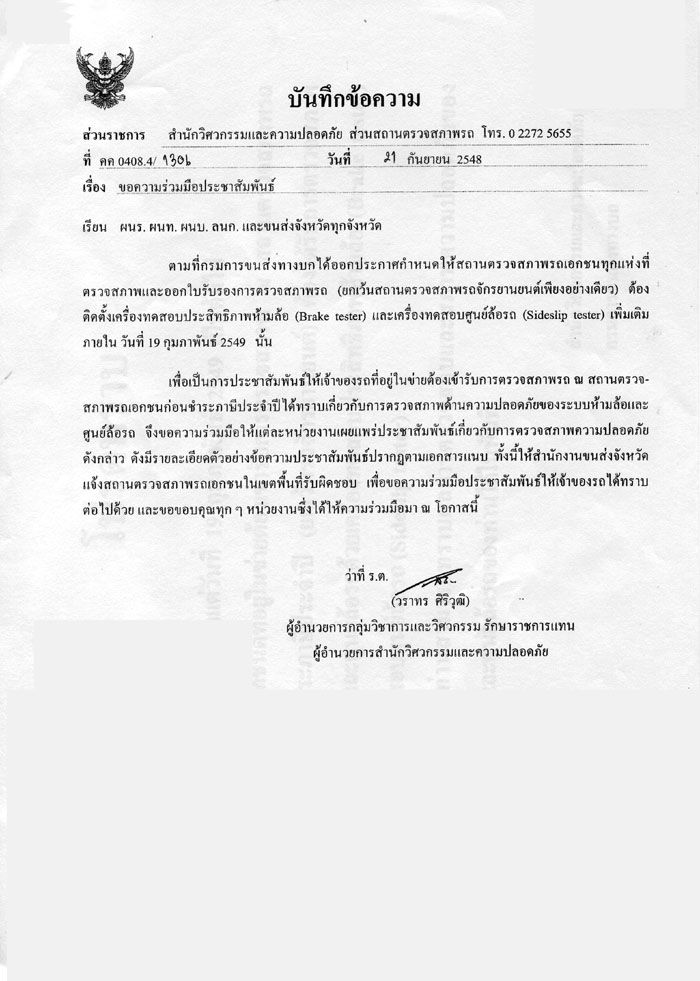 บันทึกข้อความ
ส่วนราชการ สำนักวิศวกรรมและความปลอดภัย ส่วนสถานตรวจสภาพรถ โทร. 0 2272 5655
ที่ คค 0408.4/ ๑๓๐๖ วันที่ 21 กันยายน 2548
เรื่อง ขอความร่วมมือประชาสัมพันธ์
เรียน ผนร. ผนท. ผนบ. ลนก. และขนส่งจังหวัดทุกจังหวัด
ตามที่กรมการขนส่งทางบกได้ออกประกาศกำหนดให้สถานตรวจสภาพรถเอกชนทุกแห่งที่
ตรวจสภาพและออกใบรับรองการตรวจสภาพรถ (ยกเว้นสถานตรวจสภาพรถจักรยานยนต์เพียงอย่างเดียว) ต้อง
ติดตั้งเครื่องทดสอบประสิทธิภาพห้ามล้อ (Brake tester) และเครื่องทดสอบศูนย์ล้อรถ (Sideslip tester) เพิ่มเติม
ภายใน วันที่ 19 กุมภาพันธ์ 2549 นั้น
เพื่อเป็นการประชาสัมพันธ์ให้เจ้าของรถที่อยู่ในข่ายต้องเข้ารับการตรวจสภาพรถ ณ สถานตรวจ-
สภาพรถเอกชนก่อนชำระภาษีประจำปีได้ทราบเกี่ยวกับการตรวจสภาพด้านความปลอดภัยของระบบห้ามล้อและ
ศูนย์ล้อรถ จึงขอความร่วมมือให้แต่ละหน่วยงานเผยแพร่ประชาสัมพันธ์เกี่ยวกับการตรวจสภาพความปลอดภัย
ดังกล่าว ดังมีรายละเอียดตัวอย่างข้อความประชาสัมพันธ์ปรากฏตามเอกสารแนบ ทั้งนี้ให้สำนักงานขนส่งจังหวัด
แจ้งสถานตรวจสภาพรถเอกชนในเขตพื้นที่รับผิดชอบ เพื่อขอความร่วมมือประชาสัมพันธ์ให้เจ้าของรถได้ทราบ
ต่อไปด้วย และขอขอบคุณทุก ๆ หน่วยงานซึ่งได้ให้ความร่วมมือมา ณ โอกาสนี้
ว่าที่ ร.ต.
(วราทร ศิริวุฒิ)
ผู้อำนวยการกลุ่มวิชาการและวิศวกรรม รักษาราชการแทน
ผู้อำนวยการสำนักวิศวกรรมและความปลอดภัย